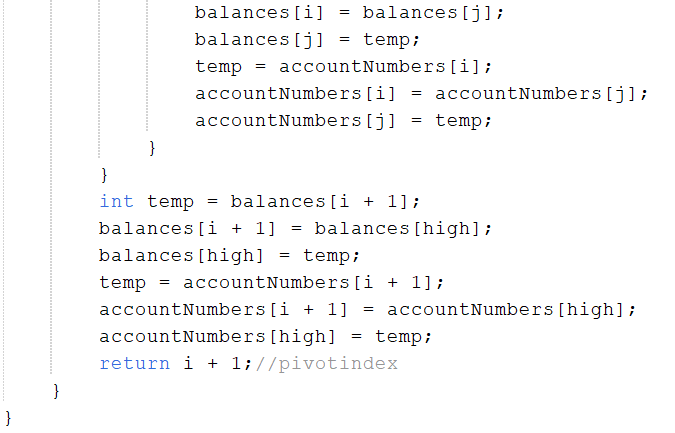 balances[i] = balances[j];
balances[j] = temp;
temp = accountNumbers[i];
accountNumbers[i] = accountNumbers[j];
accountNumbers[j] = temp;
}
}
int temp = balances[i + 1];
balances[i + 1] = balances[high];
balances[high] = temp;
temp = accountNumbers[i + 1];
accountNumbers[i + 1] = accountNumbers[high];
accountNumbers[high] = temp;
return i + 1;//pivotindex
}
}